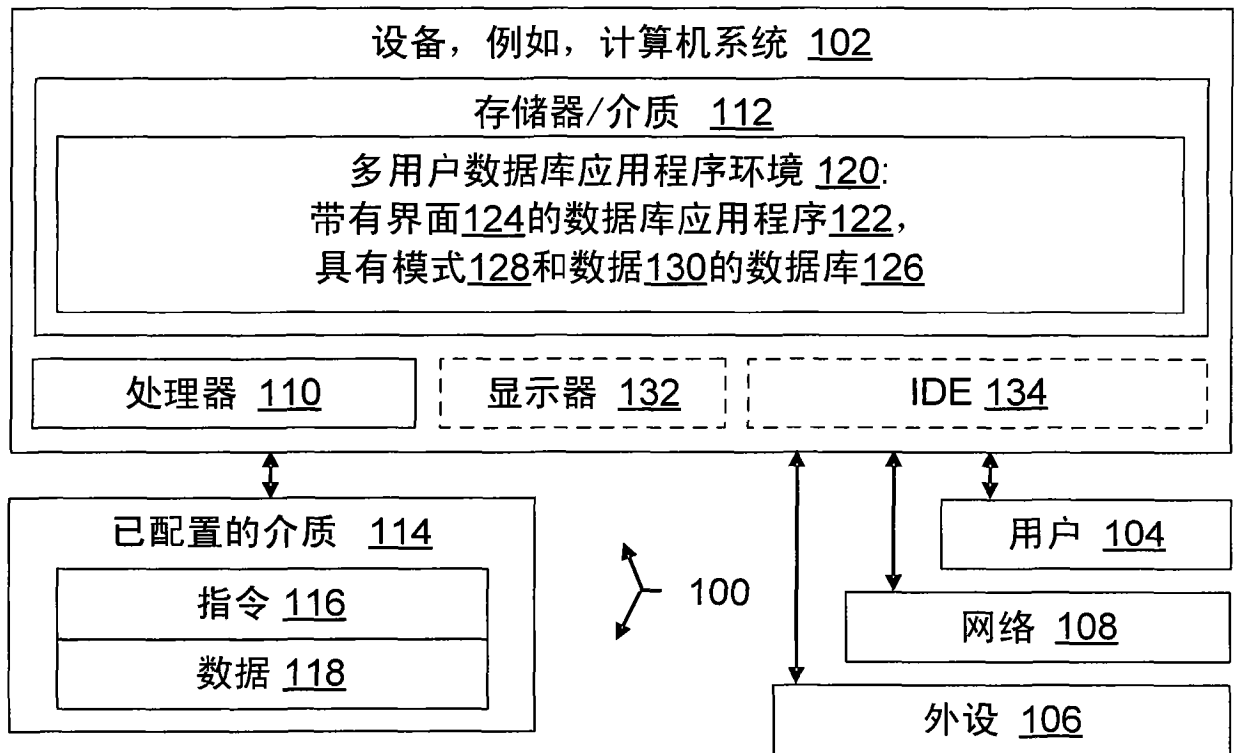 设备，例如，计算机系统 102
存储器/介质 112
多用户数据库应用程序环境 120:
带有界面124的数据库应用程序122，
具有模式128和数据130的数据库126
处理器 110
显示器 132
IDE 134
已配置的介质 114
指令 116
数据 118
100
用户 104
网络 108
外设 106